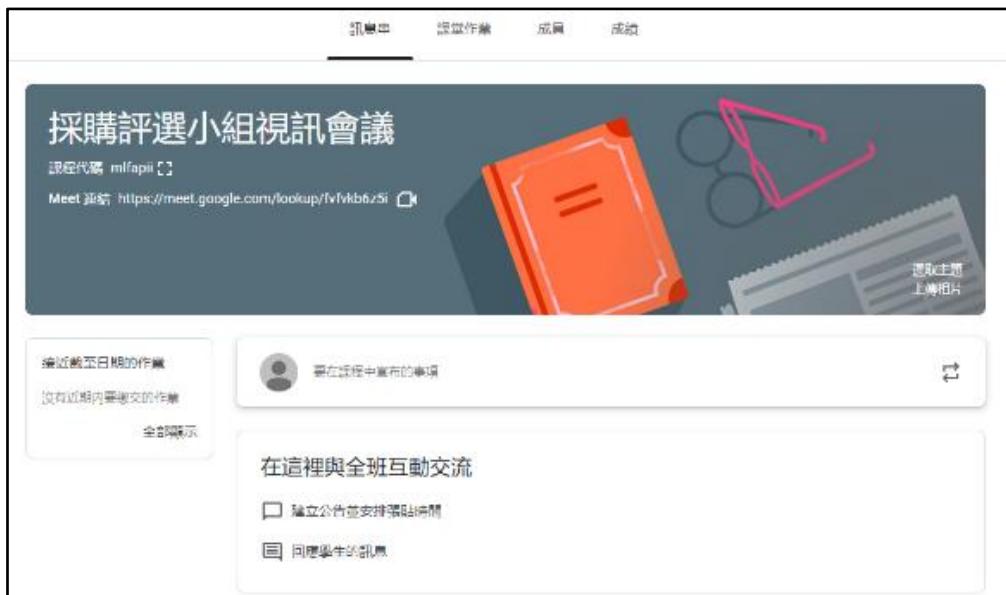 訊息串 課堂作業 成員 成績
採購評選小組視訊會議
課程代碼 mlfapii
Meet 連結 https://meet.google.com/lookup/fvfvkb6z5i
選取主題
上傳相片
接近截至日期的作業
沒有近期內要繳交的作業
全部顯示
要在課程中宣布的事項
在這裡與全班互動交流
建立公告並安排張貼時間
回應學生的訊息